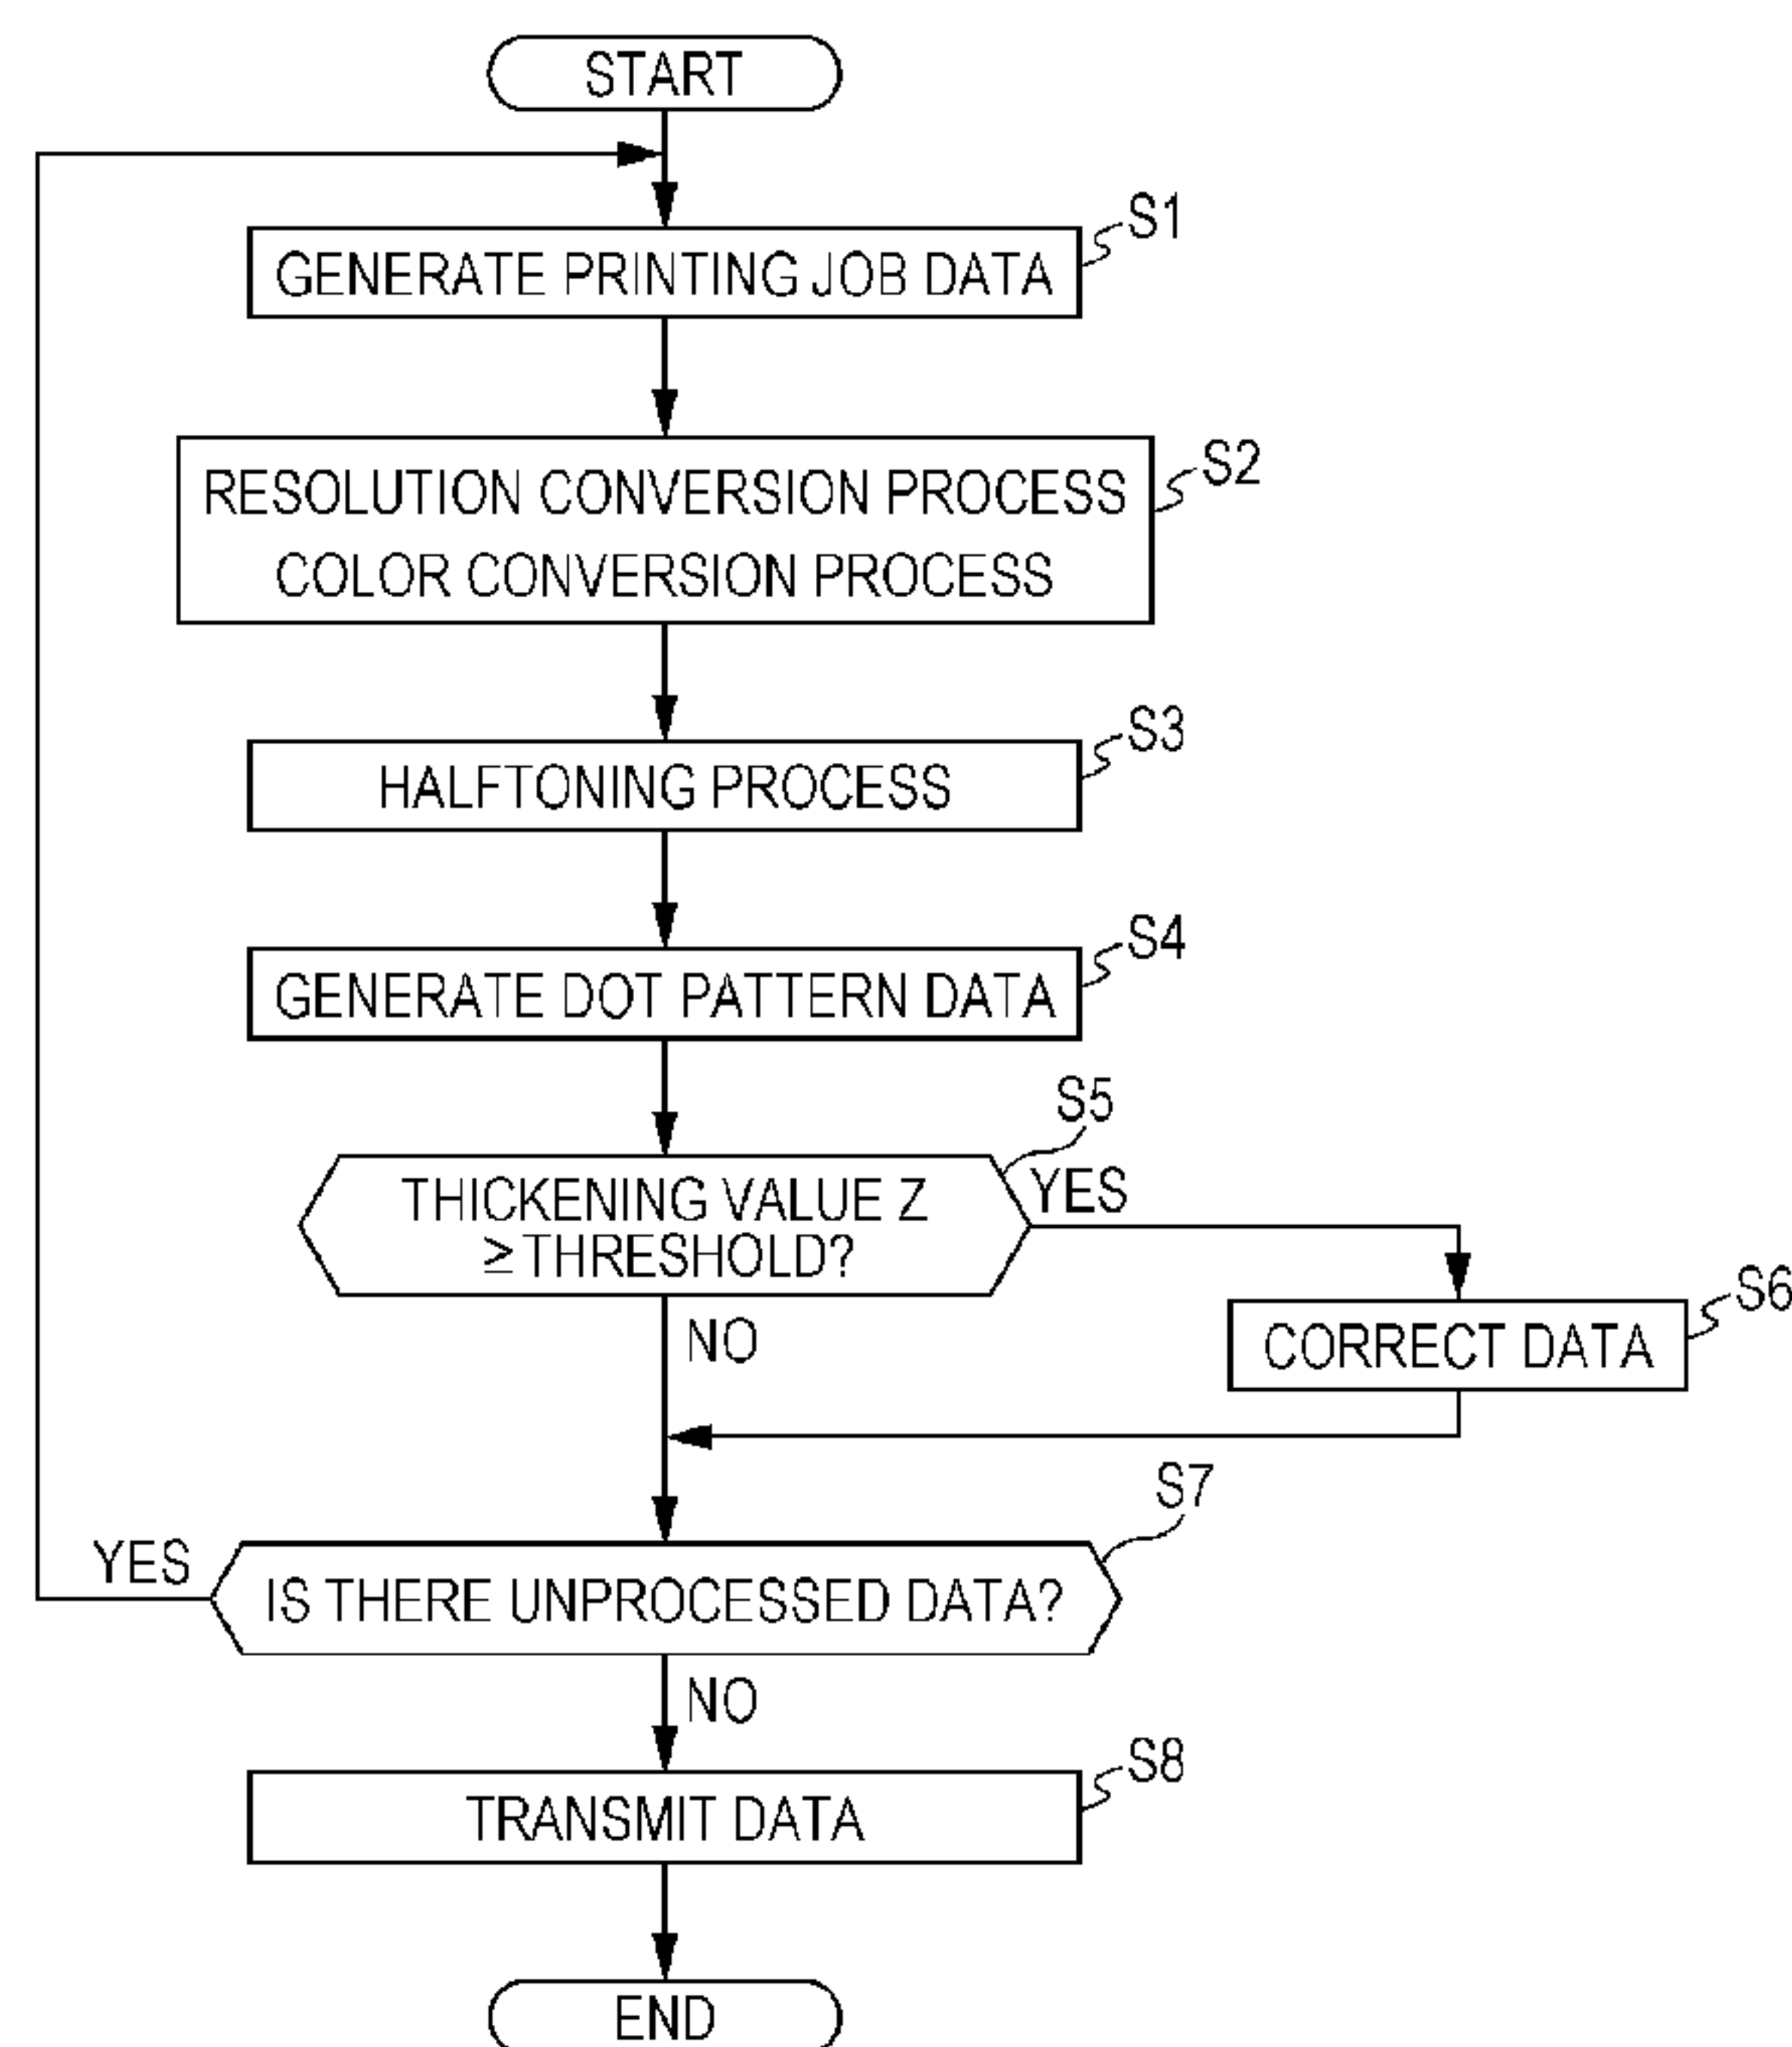 START
S1
GENERATE PRINTING JOB DATA
S2
RESOLUTION CONVERSION PROCESS
COLOR CONVERSION PROCESS
S3
HALFTONING PROCESS
S4
GENERATE DOT PATTERN DATA
S5
THICKENING VALUE Z
≥THRESHOLD?
YES
NO
S6
CORRECT DATA
S7
YES
IS THERE UNPROCESSED DATA?
NO
S8
TRANSMIT DATA
END